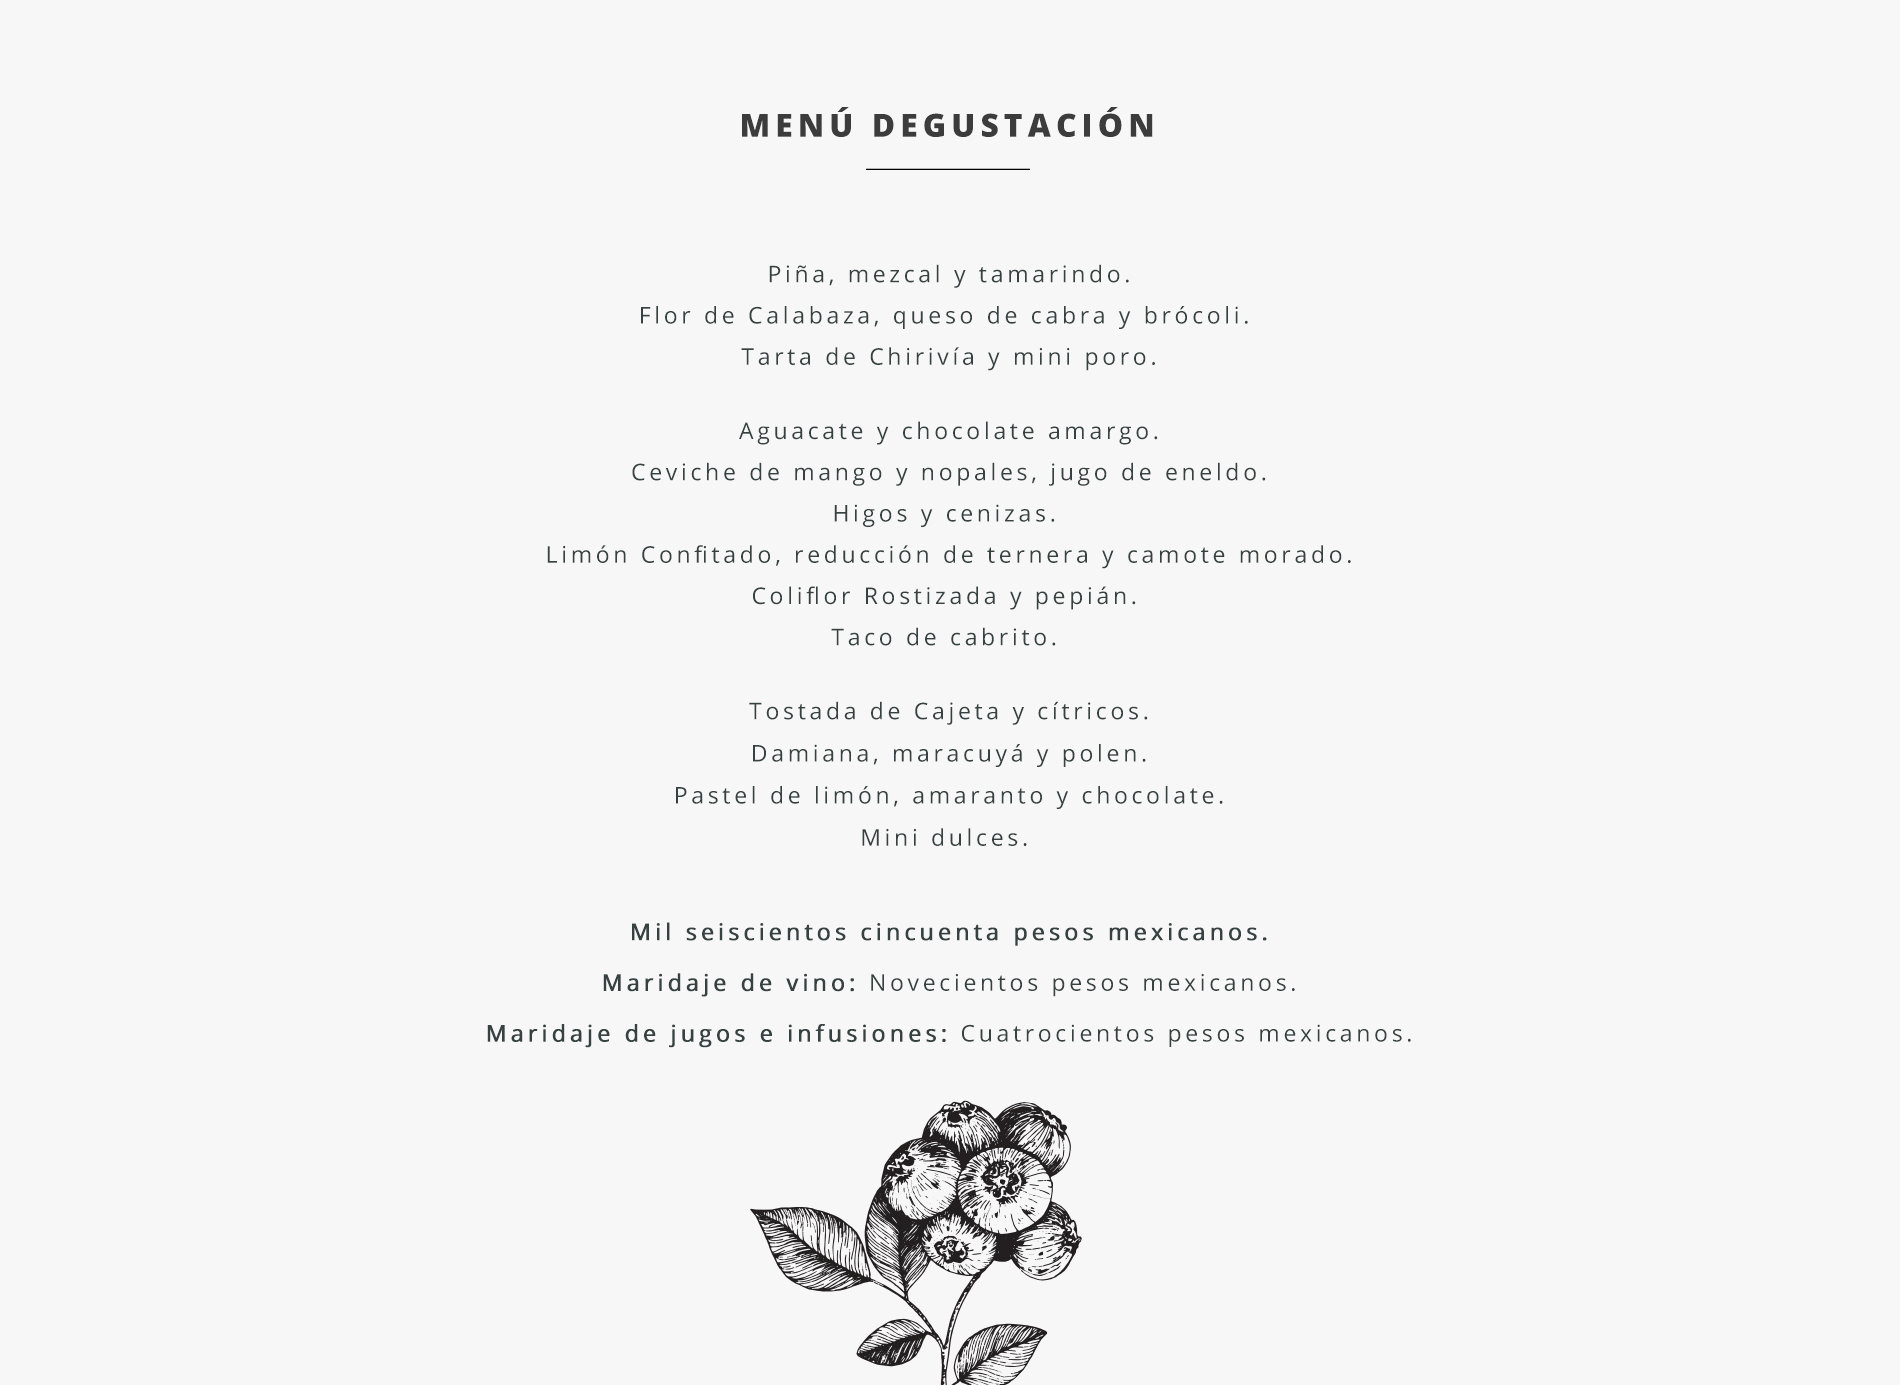 MENÚ DEGUSTACIÓN
Piña, mezcal y tamarindo.
Flor de Calabaza, queso de cabra y brócoli.
Tarta de Chirivía y mini poro.
Aguacate y chocolate amargo.
Ceviche de mango y nopales, jugo de eneldo.
Higos y cenizas.
Limón Confitado, reducción de ternera y camote morado.
Coliflor Rostizada y pepián.
Taco de cabrito.
Tostada de Cajeta y cítricos.
Damiana, maracuyá y polen.
Pastel de limón, amaranto y chocolate.
Mini dulces.
Mil seiscientos cincuenta pesos mexicanos.
Maridaje de vino: Novecientos pesos mexicanos.
Maridaje de jugos e infusiones: Cuatrocientos pesos mexicanos.